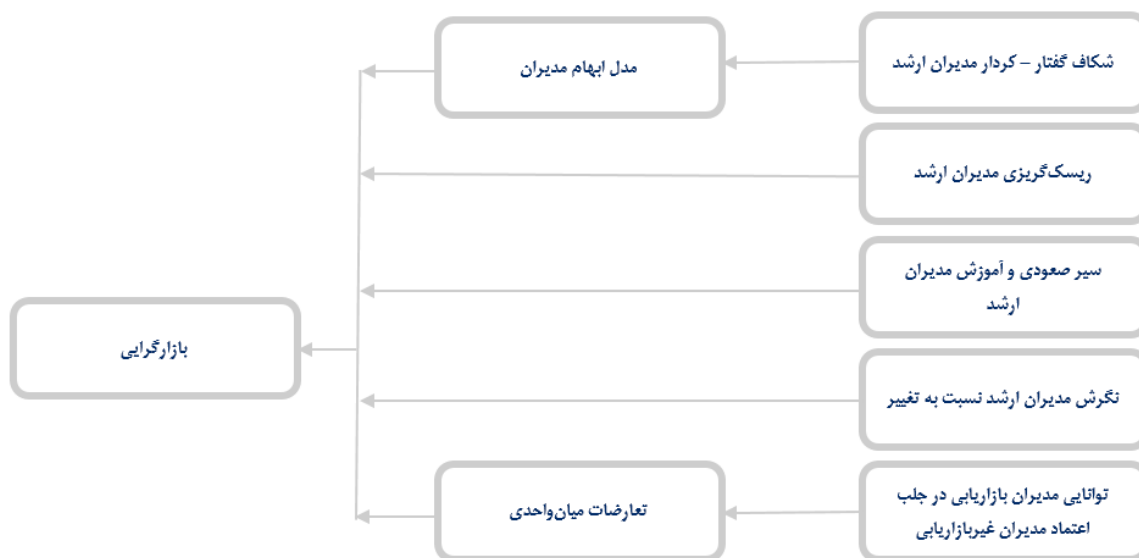 شکاف گفتار – کردار مدیران ارشد
مدل ابهام مدیران
ریسک‌گریزی مدیران ارشد
سیر صعودی و آموزش مدیران
ارشد
بازارگرایی
نگرش مدیران ارشد نسبت به تغییر
توانایی مدیران بازاریابی در جلب
اعتماد مدیران غیربازاریابی
تعارضات میان‌واحدی